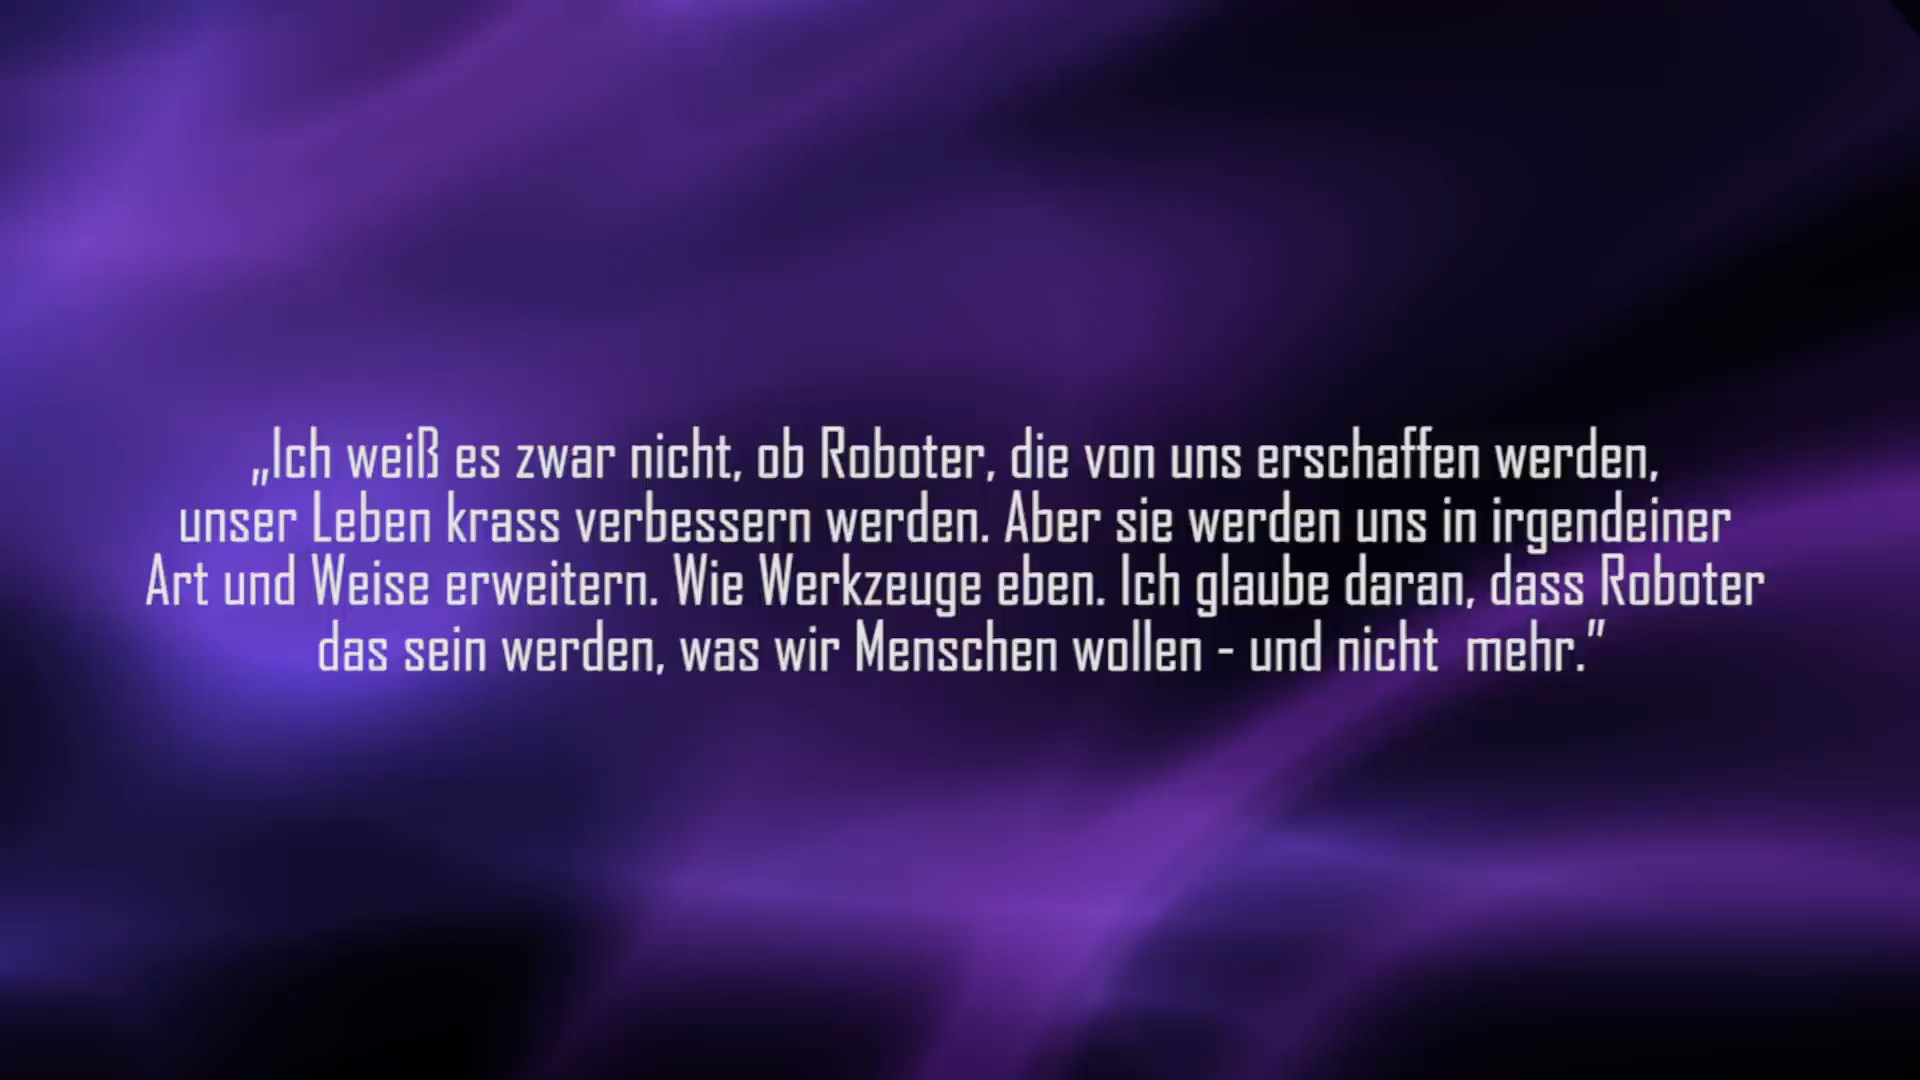 „Ich weiß es zwar nicht, ob Roboter, die von uns erschaffen werden,
unser Leben krass verbessern werden. Aber sie werden uns in irgendeiner
Art und Weise erweitern. Wie Werkzeuge eben. Ich glaube daran, dass Roboter
das sein werden, was wir Menschen wollen - und nicht  mehr.”